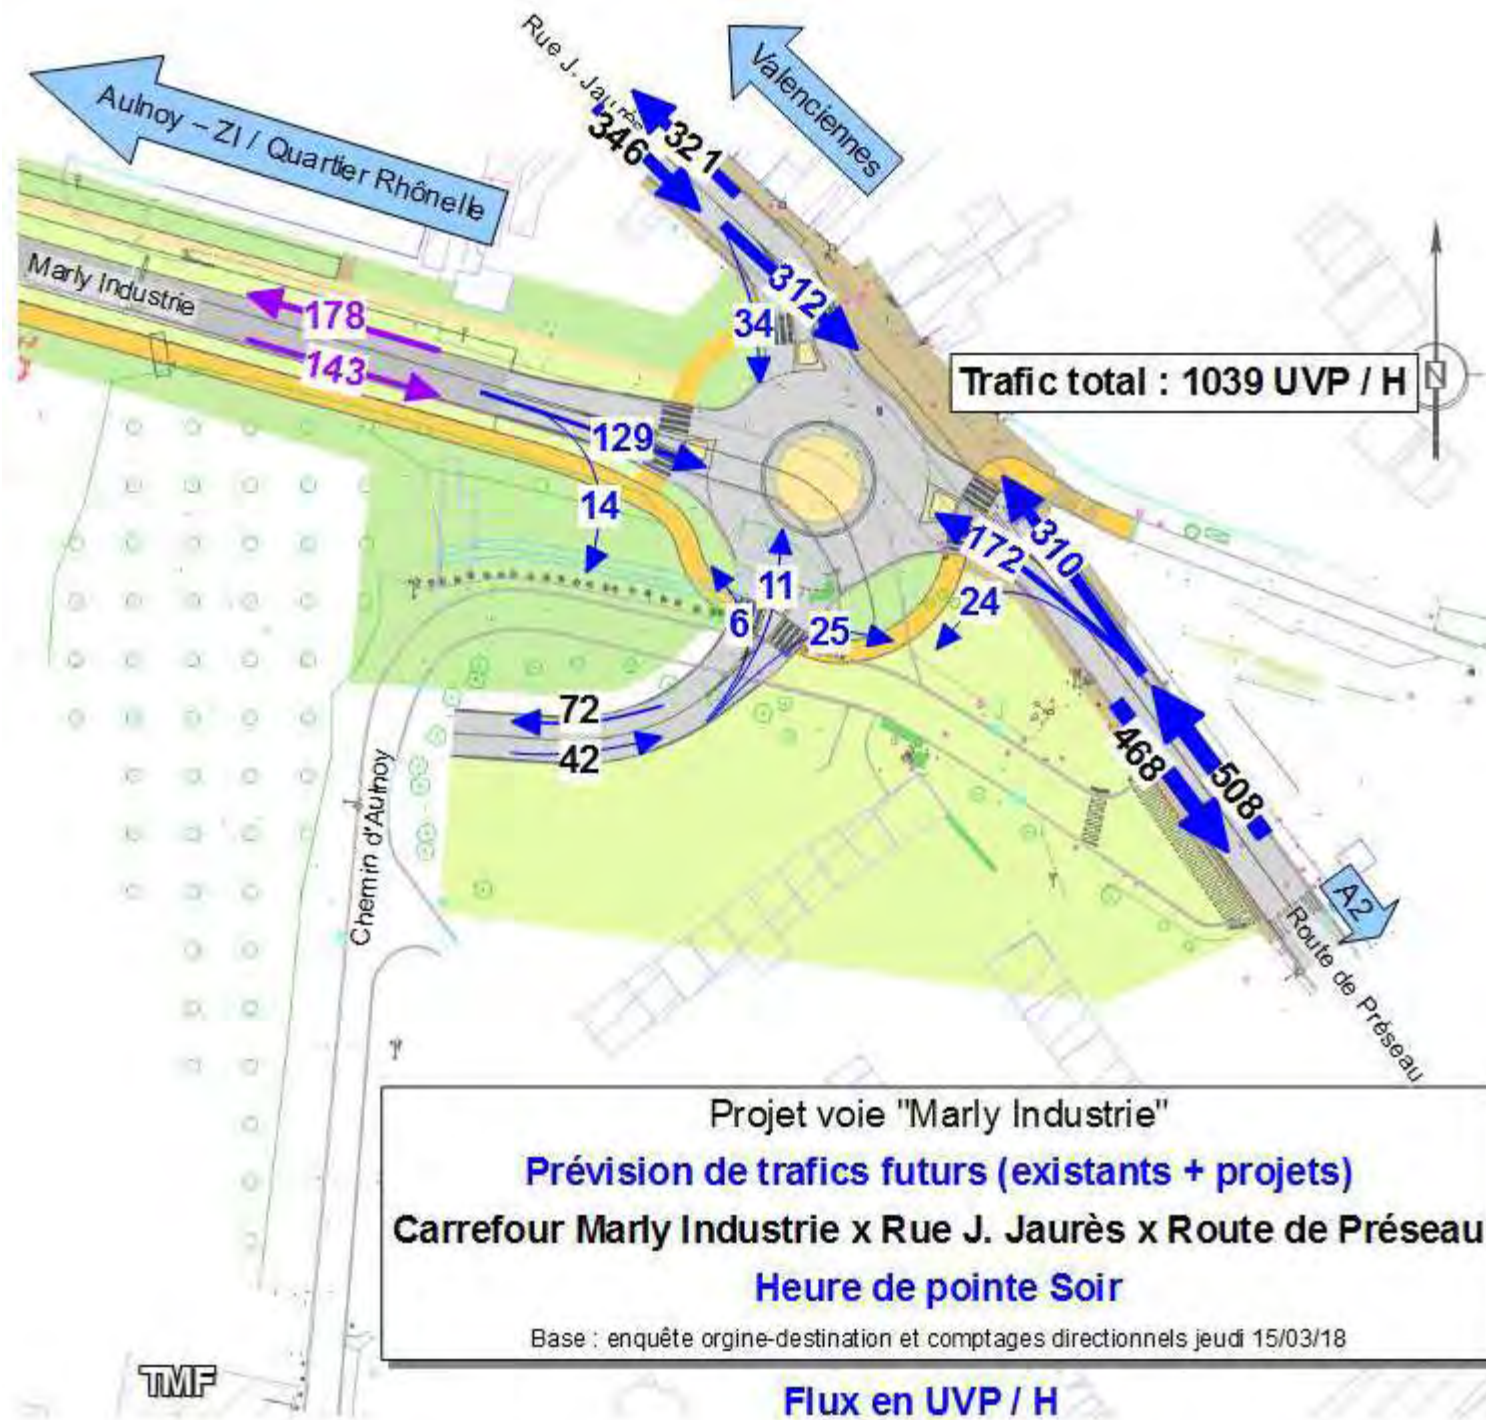 Rue J. Jaurès
Valenciennes
Aulnoy – ZI / Quartier Rhônelle
346
321
Marly Industrie
178
143
312
34
Trafic total : 1039 UVP / H
N
129
14
172
310
11
6
25
24
72
42
468
508
Chemin d'Aulnoy
A2
Route de Préseau
Projet voie "Marly Industrie"
Prévision de trafics futurs (existants + projets)
Carrefour Marly Industrie x Rue J. Jaurès x Route de Préseau
Heure de pointe Soir
Base : enquête orgine-destination et comptages directionnels jeudi 15/03/18
TMF
Flux en UVP / H